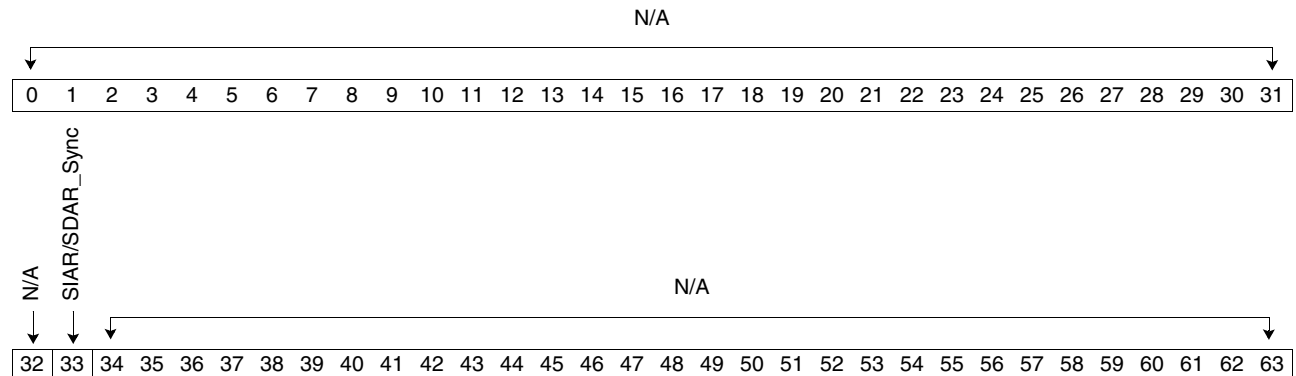 N/A
0 1 2 3 4 5 6 7 8 9 10 11 12 13 14 15 16 17 18 19 20 21 22 23 24 25 26 27 28 29 30 31
N/A
SIAR/SDAR_Sync
N/A
32 33 34 35 36 37 38 39 40 41 42 43 44 45 46 47 48 49 50 51 52 53 54 55 56 57 58 59 60 61 62 63